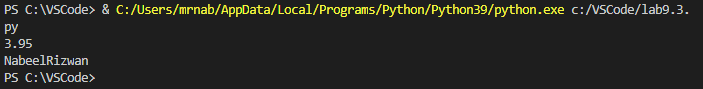 PS C:\VSCode> & C:/Users/mrnab/AppData/Local/Programs/Python/Python39/python.exe c:/VSCode/lab9.3.
py
3.95
NabeelRizwan
PS C:\VSCode>